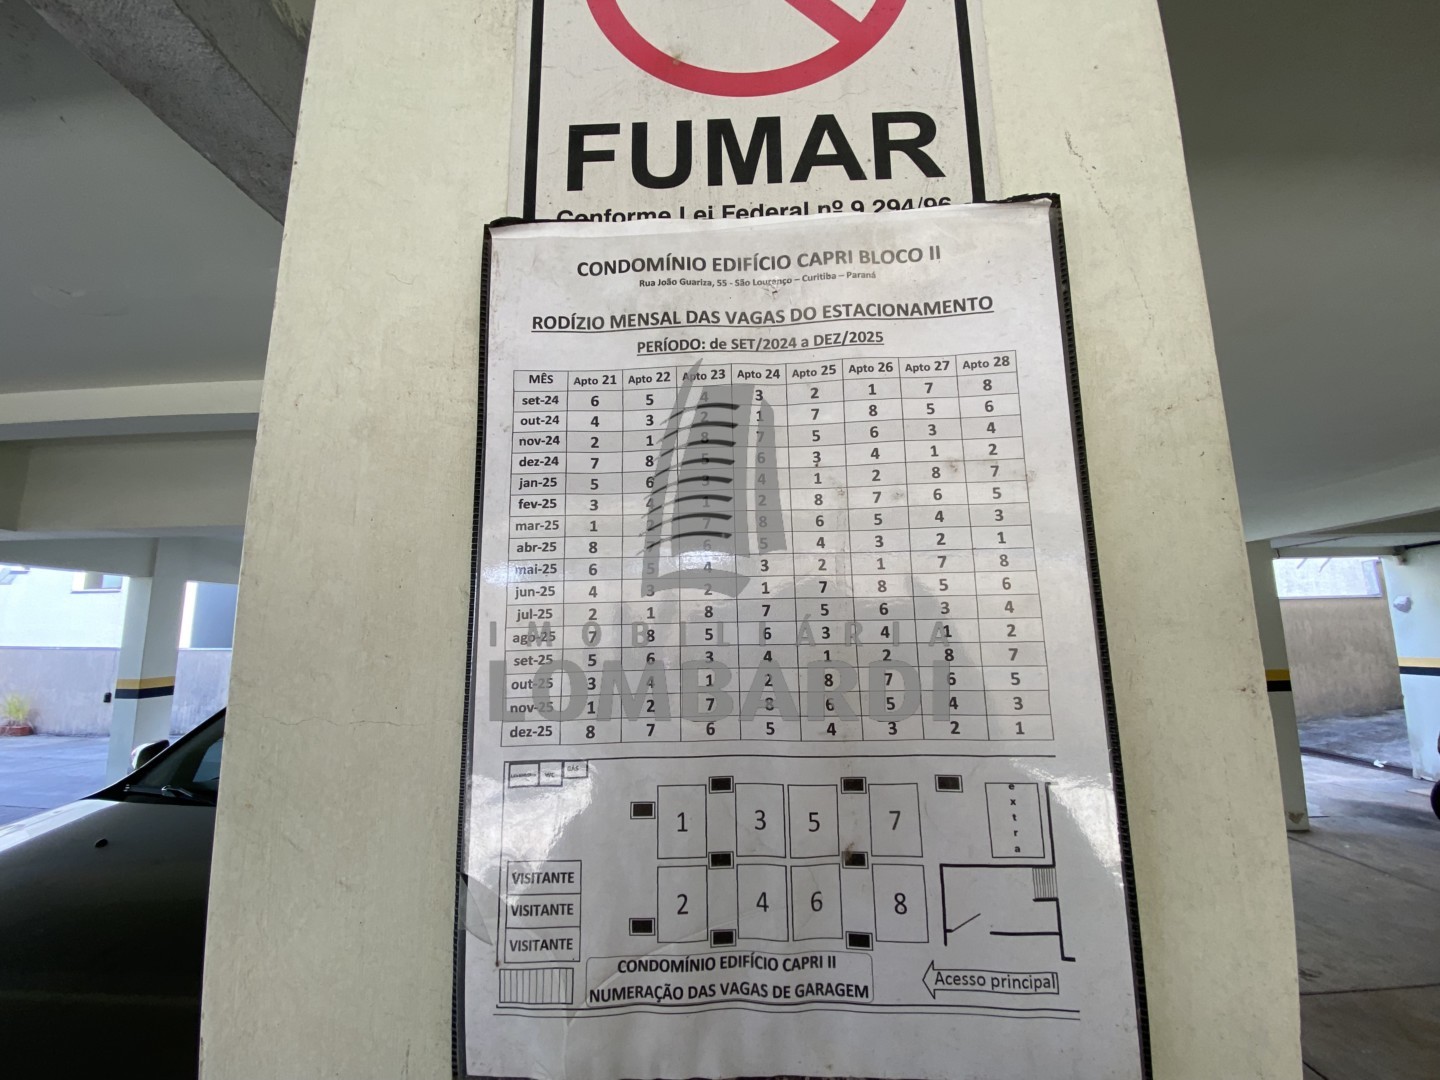 FUMAR
Conforme Lei Federal nº 9.294/96
CONDOMÍNIO EDIFÍCIO CAPRI BLOCO II
Rua João Guariza, 55 - São Lourenço – Curitiba – Paraná
RODÍZIO MENSAL DAS VAGAS DO ESTACIONAMENTO
PERÍODO: de SET/2024 a DEZ/2025
MÊS Apto 21 Apto 22 Apto 23 Apto 24 Apto 25 Apto 26 Apto 27 Apto 28
set-24 6 5 4 3 2 1 7 8
out-24 4 3 2 1 7 8 5 6
nov-24 2 1 8 7 5 6 3 4
dez-24 7 8 5 6 3 4 1 2
jan-25 5 6 3 4 1 2 8 7
fev-25 3 4 1 2 8 7 6 5
mar-25 1 2 7 8 6 5 4 3
abr-25 8 6 5 4 3 2 1
mai-25 6 5 4 3 2 1 7 8
jun-25 4 3 2 1 7 8 5 6
jul-25 2 1 8 7 5 6 3 4
ago-25 7 8 5 6 3 4 1 2
set-25 5 6 3 4 1 2 8 7
out-25 3 4 1 2 8 7 6 5
nov-25 1 2 7 8 6 5 4 3
dez-25 8 7 6 5 4 3 2 1
IMOBILIÁRIA
LOMBARDI
GÁS
1 3 5 7
extra
2 4 6 8
VISITANTE
VISITANTE
VISITANTE
CONDOMÍNIO EDIFÍCIO CAPRI II
NUMERAÇÃO DAS VAGAS DE GARAGEM
Acesso principal